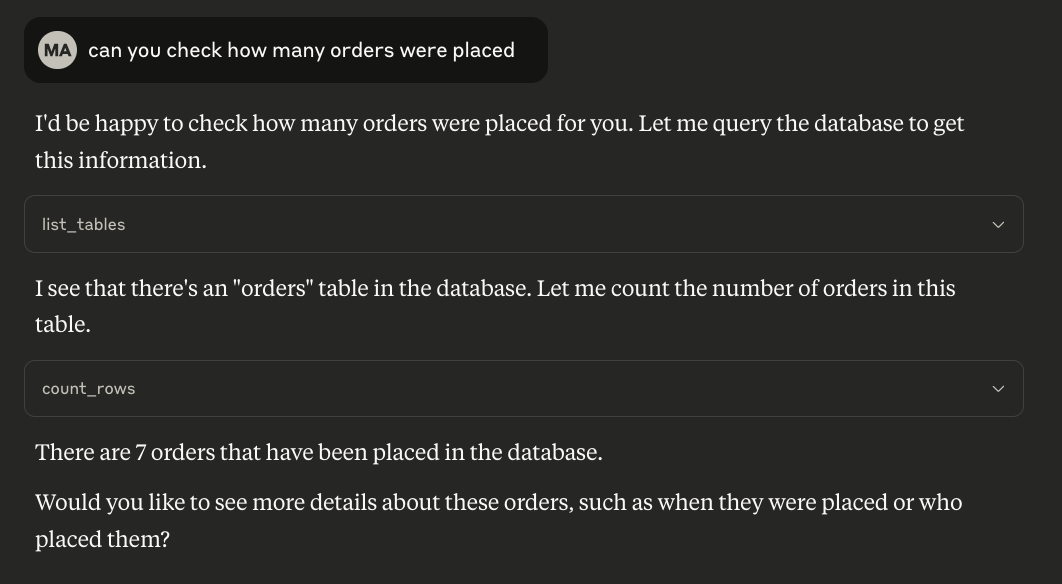 MA can you check how many orders were placed
I'd be happy to check how many orders were placed for you. Let me query the database to get
this information.
list_tables
I see that there's an "orders" table in the database. Let me count the number of orders in this
table.
count_rows
There are 7 orders that have been placed in the database.
Would you like to see more details about these orders, such as when they were placed or who
placed them?